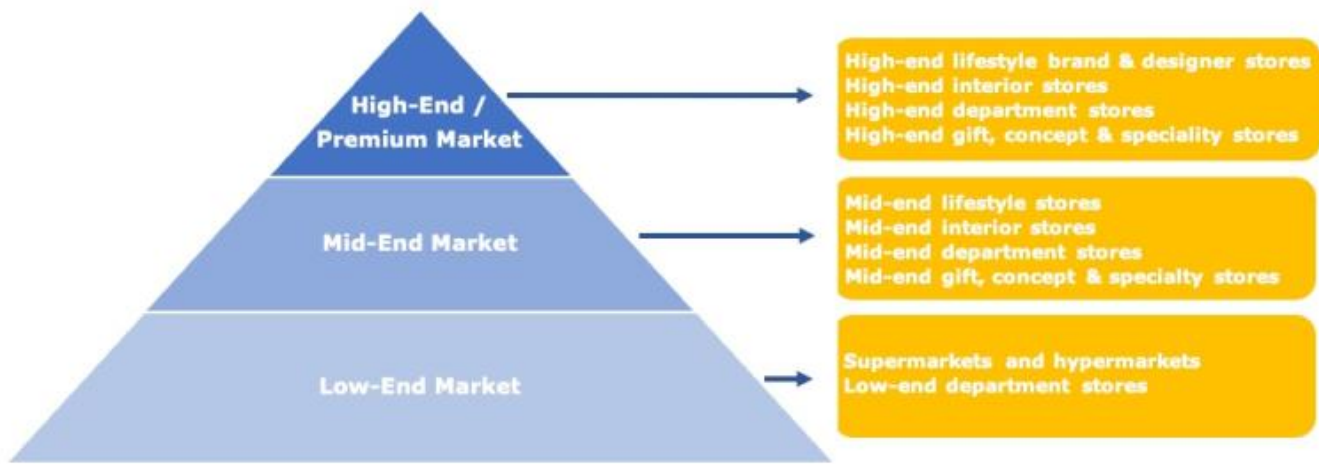 High-End /
Premium Market
High-end lifestyle brand & designer stores
High-end interior stores
High-end department stores
High-end gift, concept & speciality stores
Mid-End Market
Mid-end lifestyle stores
Mid-end interior stores
Mid-end department stores
Mid-end gift, concept & specialty stores
Low-End Market
Supermarkets and hypermarkets
Low-end department stores